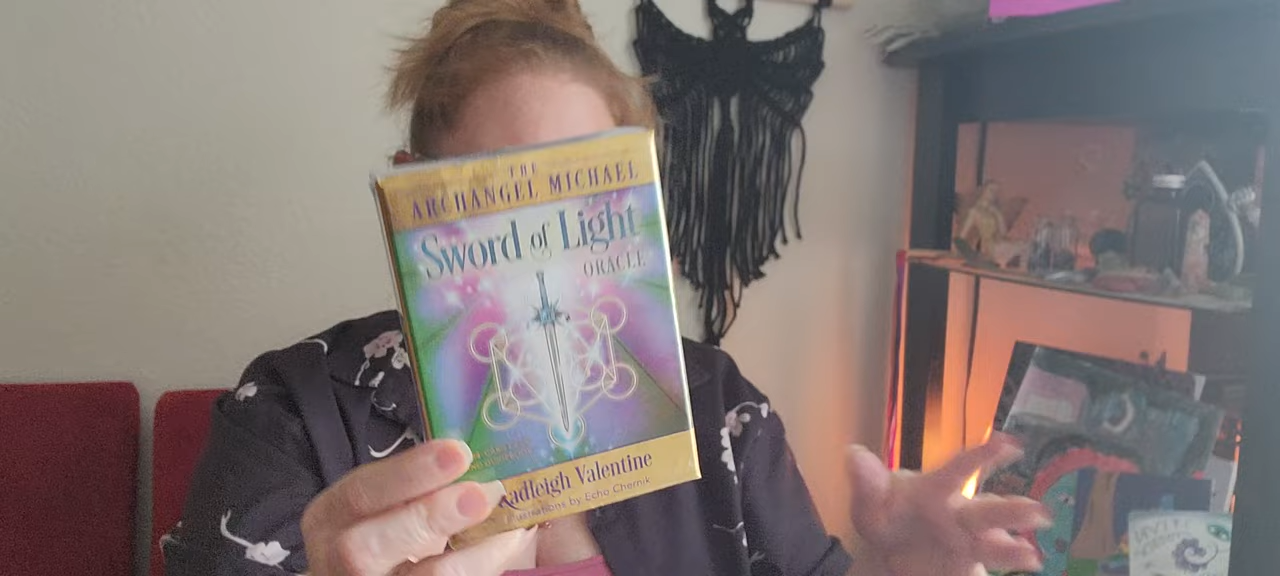 THE
ARCHANGEL MICHAEL
Sword of Light
ORACLE
adleigh Valentine
Illustrations by Echo Chernik